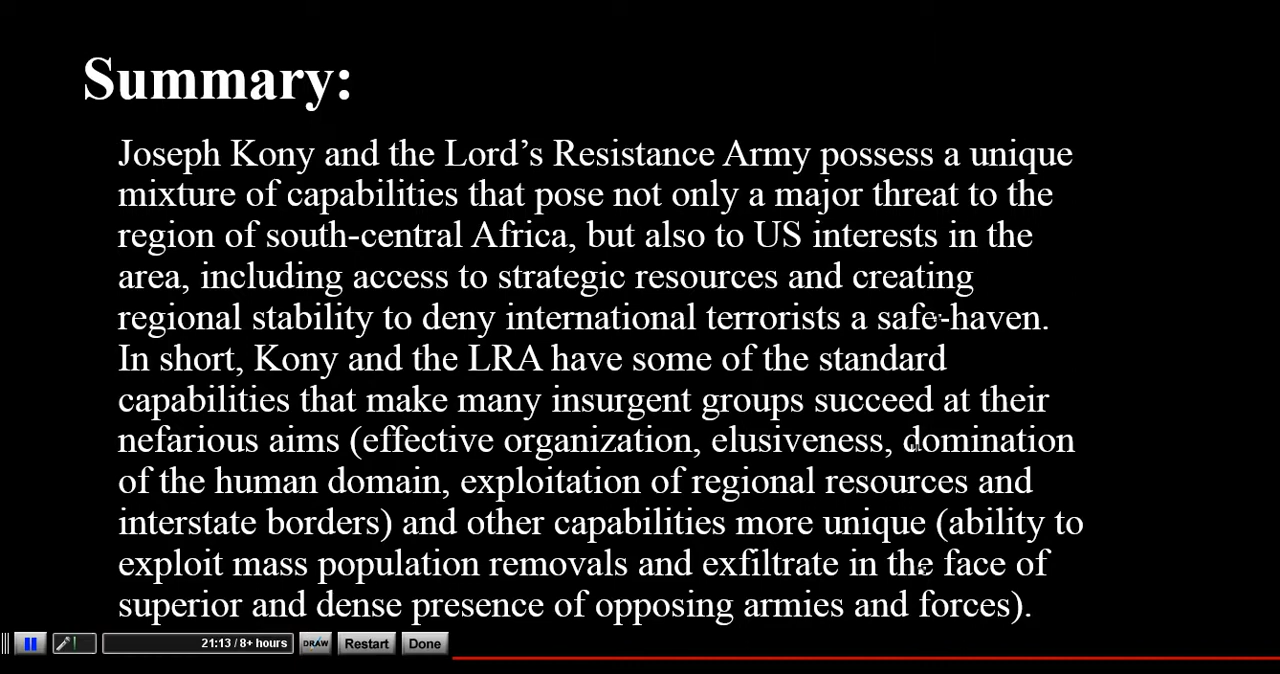 Summary:
Joseph Kony and the Lord’s Resistance Army possess a unique
mixture of capabilities that pose not only a major threat to the
region of south-central Africa, but also to US interests in the
area, including access to strategic resources and creating
regional stability to deny international terrorists a safe-haven.
In short, Kony and the LRA have some of the standard
capabilities that make many insurgent groups succeed at their
nefarious aims (effective organization, elusiveness, domination
of the human domain, exploitation of regional resources and
interstate borders) and other capabilities more unique (ability to
exploit mass population removals and exfiltrate in the face of
superior and dense presence of opposing armies and forces).
21:13 / 8+ hours DRAW Restart Done